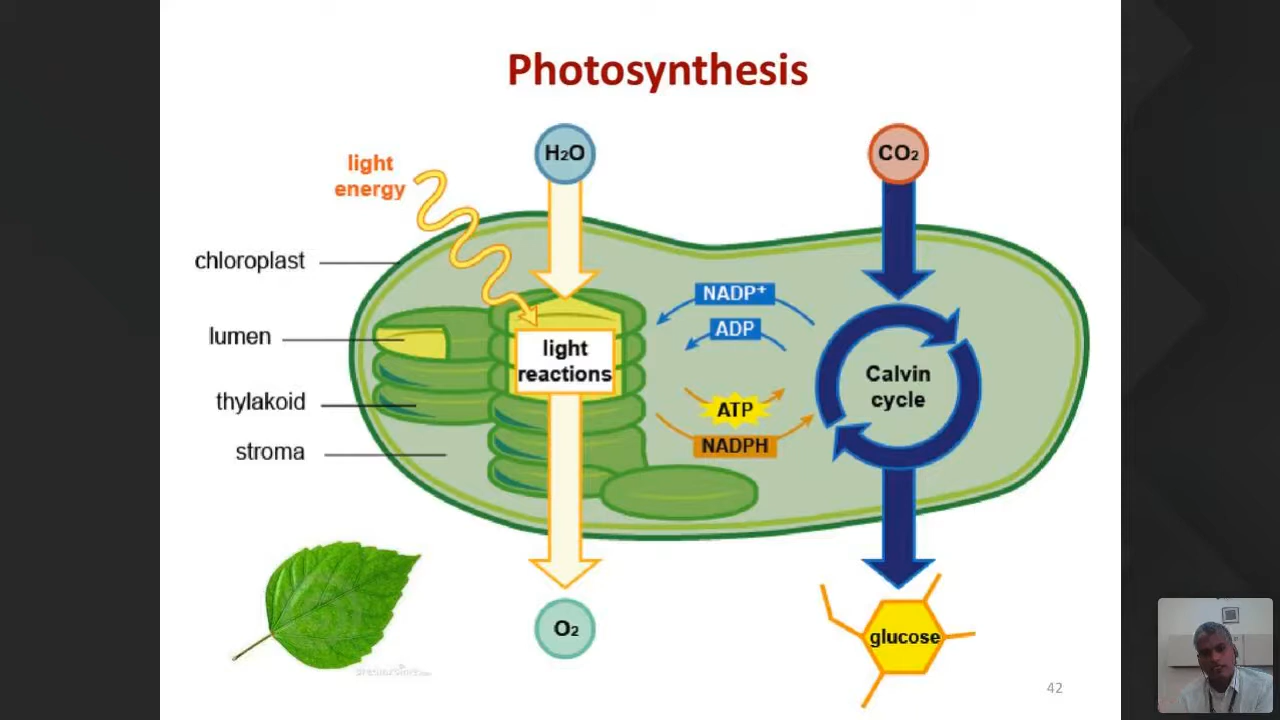 Photosynthesis
light
energy
H₂O
CO₂
chloroplast
lumen
thylakoid
stroma
light
reactions
NADP⁺
ADP
ATP
NADPH
Calvin
cycle
O₂
glucose
42